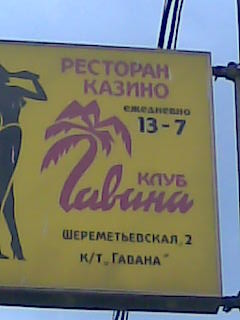 РЕСТОРАН
КАЗИНО
ежедневно
13-7
КЛУБ
Гавана
ШЕРЕМЕТЬЕВСКАЯ, 2
К/Т „ГАВАНА"